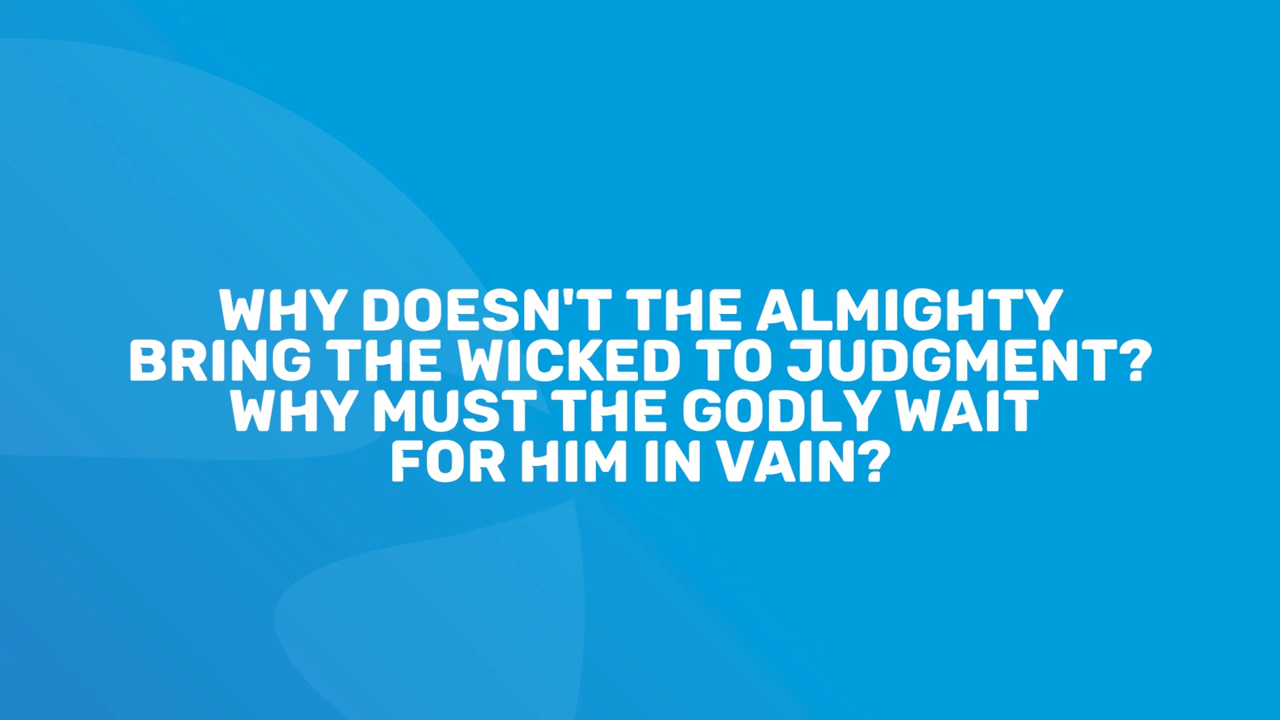 WHY DOESN'T THE ALMIGHTY
BRING THE WICKED TO JUDGMENT?
WHY MUST THE GODLY WAIT
FOR HIM IN VAIN?